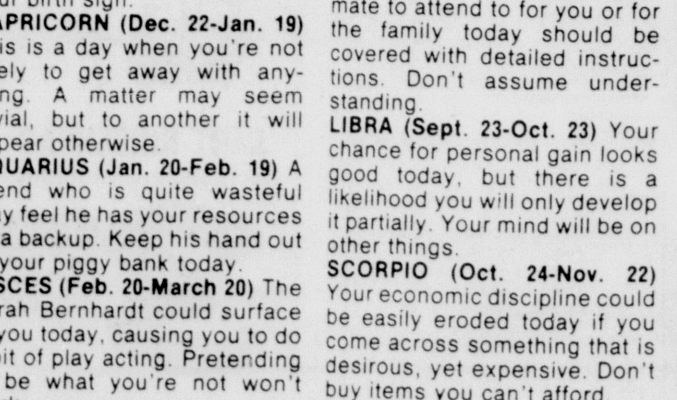 birth sign.
APRICORN (Dec. 22-Jan. 19)
is is a day when you're not
ely to get away with any-
ng. A matter may seem
vial, but to another it will
pear otherwise.
QUARIUS (Jan. 20-Feb. 19) A
end who is quite wasteful
y feel he has your resources
a backup. Keep his hand out
your piggy bank today.
SCES (Feb. 20-March 20) The
rah Bernhardt could surface
you today, causing you to do
it of play acting. Pretending
be what you're not won't
mate to attend to for you or for
the family today should be
covered with detailed instruc-
tions. Don't assume under-
standing.
LIBRA (Sept. 23-Oct. 23) Your
chance for personal gain looks
good today, but there is a
likelihood you will only develop
it partially. Your mind will be on
other things.
SCORPIO (Oct. 24-Nov. 22)
Your economic discipline could
be easily eroded today if you
come across something that is
desirous, yet expensive. Don't
buy items you can't afford.